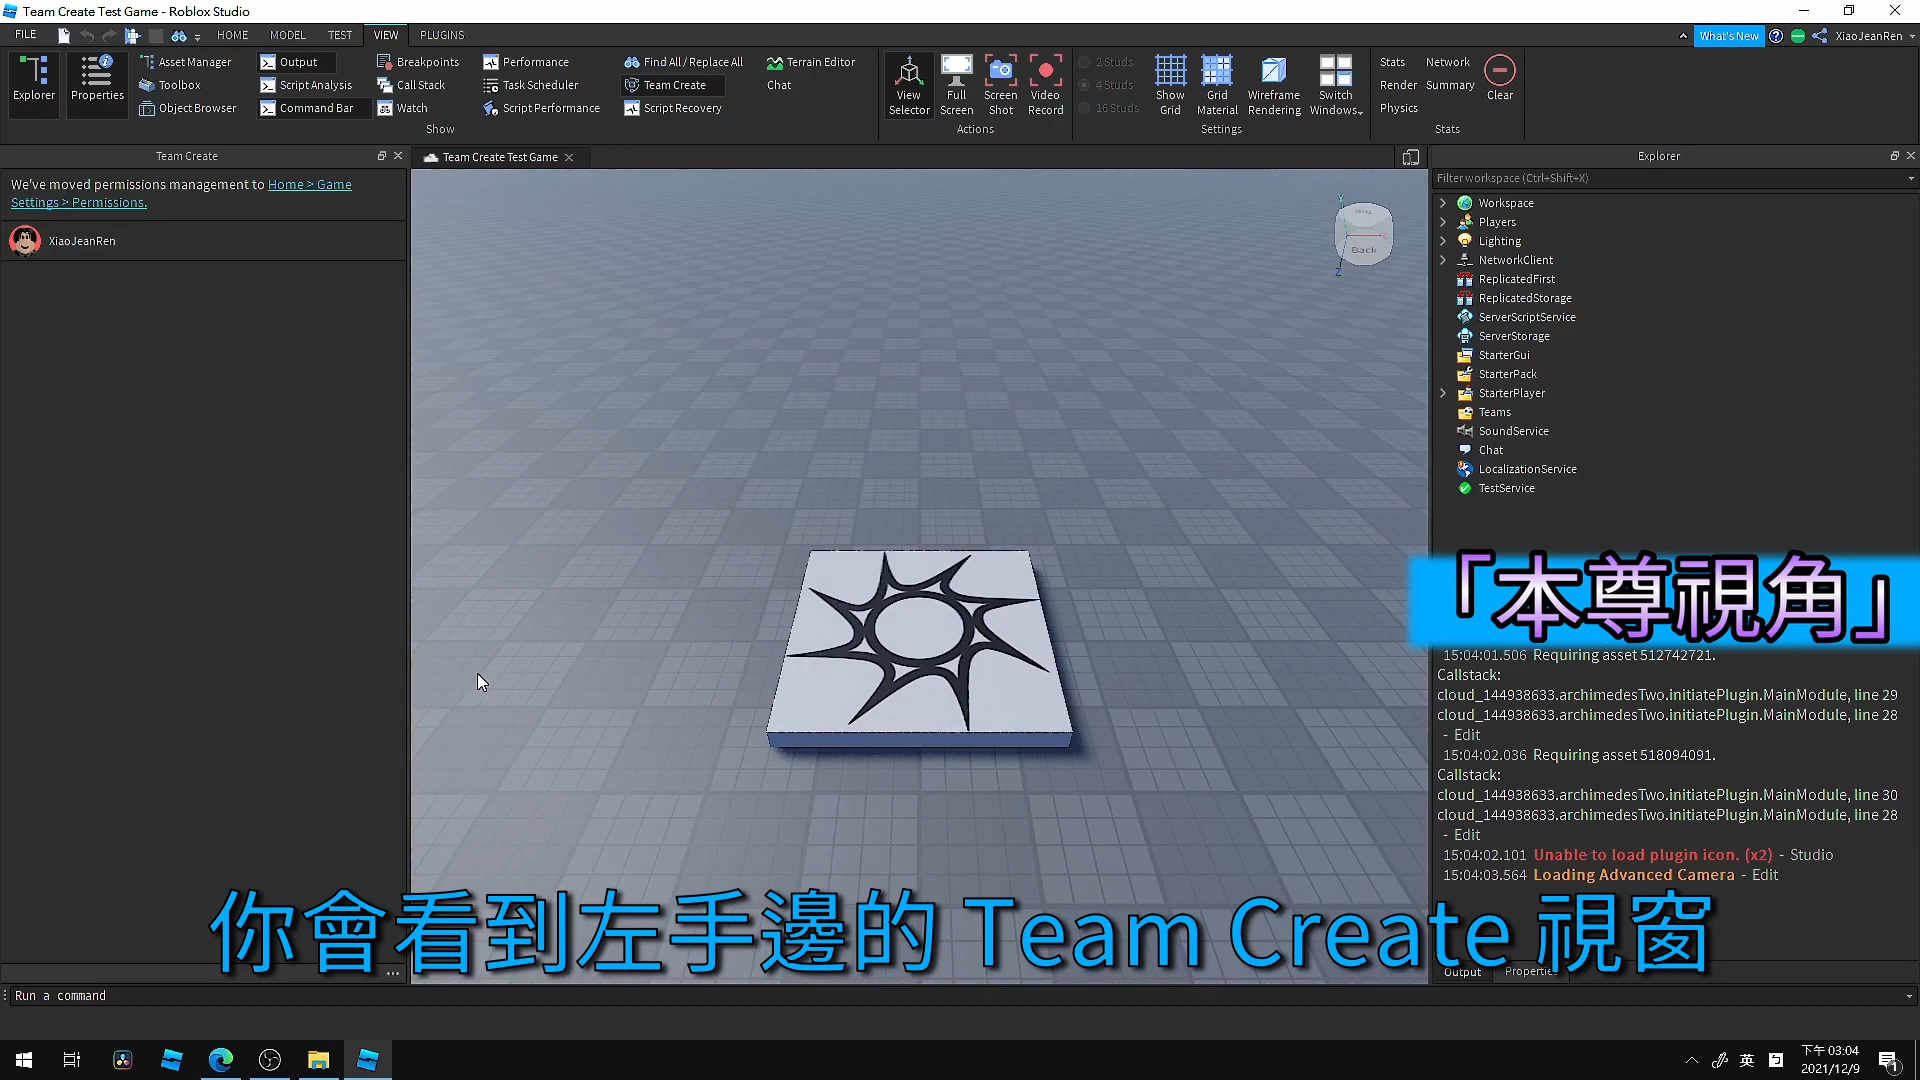 Team Create Test Game - Roblox Studio
FILE HOME MODEL TEST VIEW PLUGINS What's New XiaoJeanRen
Explorer Properties
Asset Manager
Toolbox
Object Browser
Output
Script Analysis
Command Bar
Breakpoints
Call Stack
Watch
Performance
Task Scheduler
Script Performance
Find All / Replace All
Team Create
Script Recovery
Terrain Editor
Chat
Show
View Selector
Full Screen
Screen Shot
Video Record
Actions
2 Studs
4 Studs
16 Studs
Show Grid
Grid Material
Wireframe Rendering
Switch Windows
Settings
Stats Network
Render Summary
Physics
Clear
Stats
Team Create
We've moved permissions management to Home > Game
Settings > Permissions.
XiaoJeanRen
Team Create Test Game
Y
Back
Z
Explorer
Filter workspace (Ctrl+Shift+X)
Workspace
Players
Lighting
NetworkClient
ReplicatedFirst
ReplicatedStorage
ServerScriptService
ServerStorage
StarterGui
StarterPack
StarterPlayer
Teams
SoundService
Chat
LocalizationService
TestService
「本尊視角」
15:04:01.506 Requiring asset 512742721.
Callstack:
cloud_144938633.archimedesTwo.initiatePlugin.MainModule, line 29
cloud_144938633.archimedesTwo.initiatePlugin.MainModule, line 28
- Edit
15:04:02.036 Requiring asset 518094091.
Callstack:
cloud_144938633.archimedesTwo.initiatePlugin.MainModule, line 30
cloud_144938633.archimedesTwo.initiatePlugin.MainModule, line 28
- Edit
15:04:02.101 Unable to load plugin icon. (x2) - Studio
15:04:03.564 Loading Advanced Camera - Edit
你會看到左手邊的 Team Create 視窗
Output Properties
Run a command
英
下午 03:04
2021/12/9
1